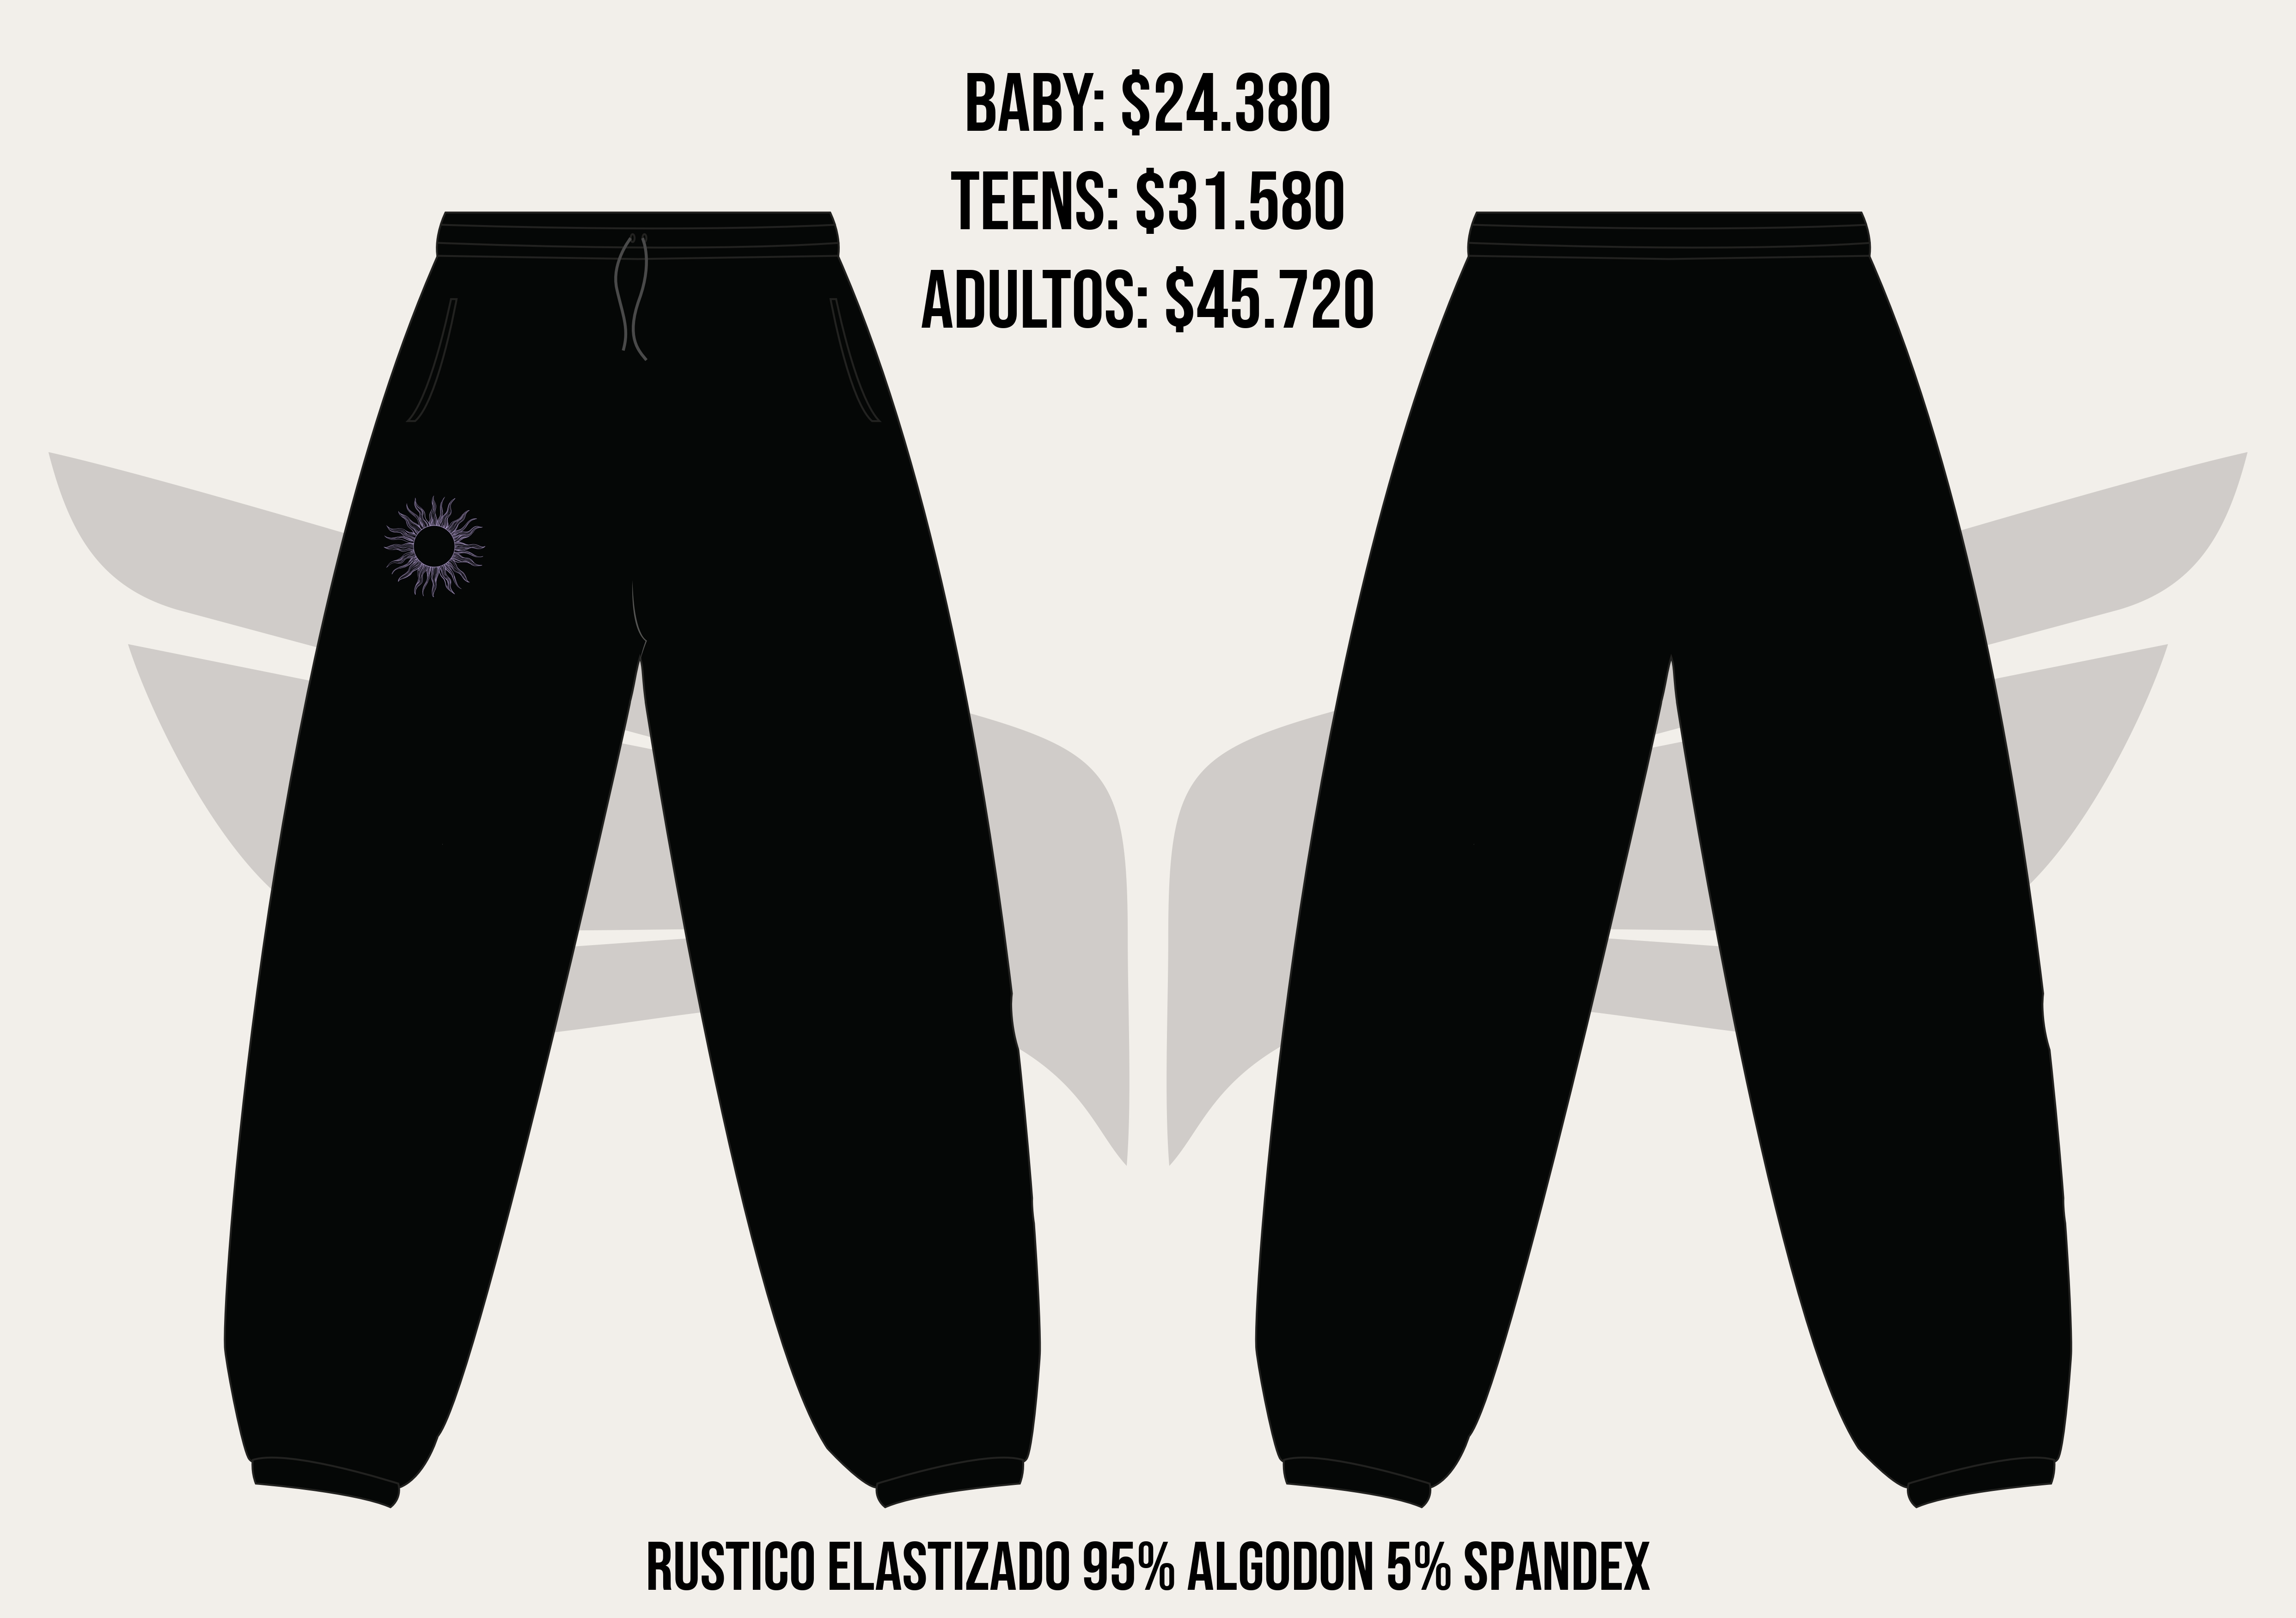 BABY: $24.380
TEENS: $31.580
ADULTOS: $45.720
RUSTICO ELASTIZADO 95% ALGODON 5% SPANDEX